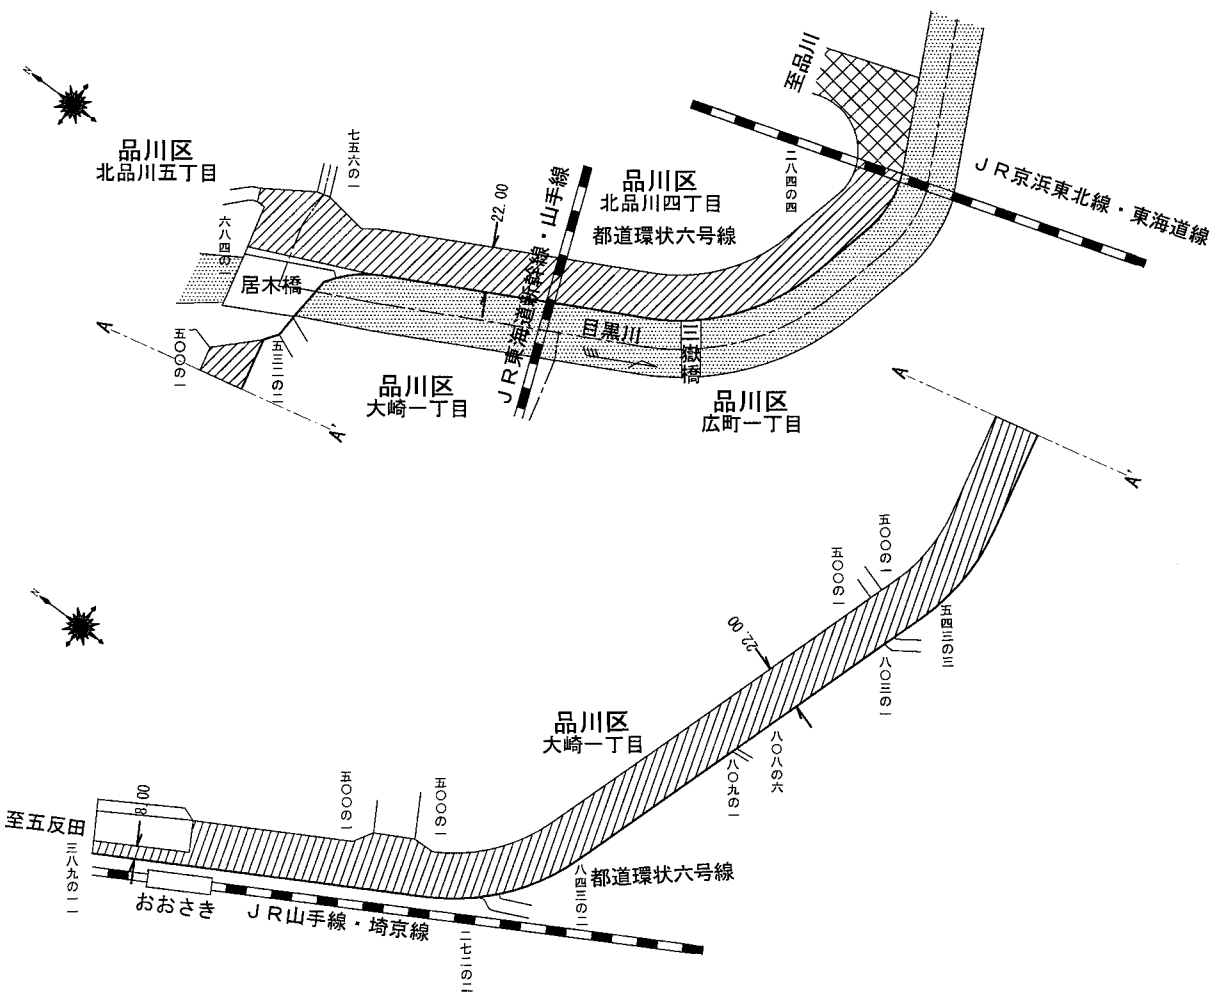 至品川
N
品川区
北品川五丁目
七五六の一
22.00
ＪＲ東海道新幹線・山手線
品川区
北品川四丁目
都道環状六号線
二八四の四
ＪＲ京浜東北線・東海道線
六八四の一
居木橋
目黒川
三嶽橋
A
五〇〇の一
五三二の二
A'
品川区
大崎一丁目
品川区
広町一丁目
A
A'
N
五〇〇の一
五〇〇の一
22.00
五四三の三
八〇三の一
品川区
大崎一丁目
八〇八の六
八〇九の一
8.00
五〇〇の一
五〇〇の一
至五反田
三八九の一一
おおさき
ＪＲ山手線・埼京線
八四三の二
都道環状六号線
二七二の二